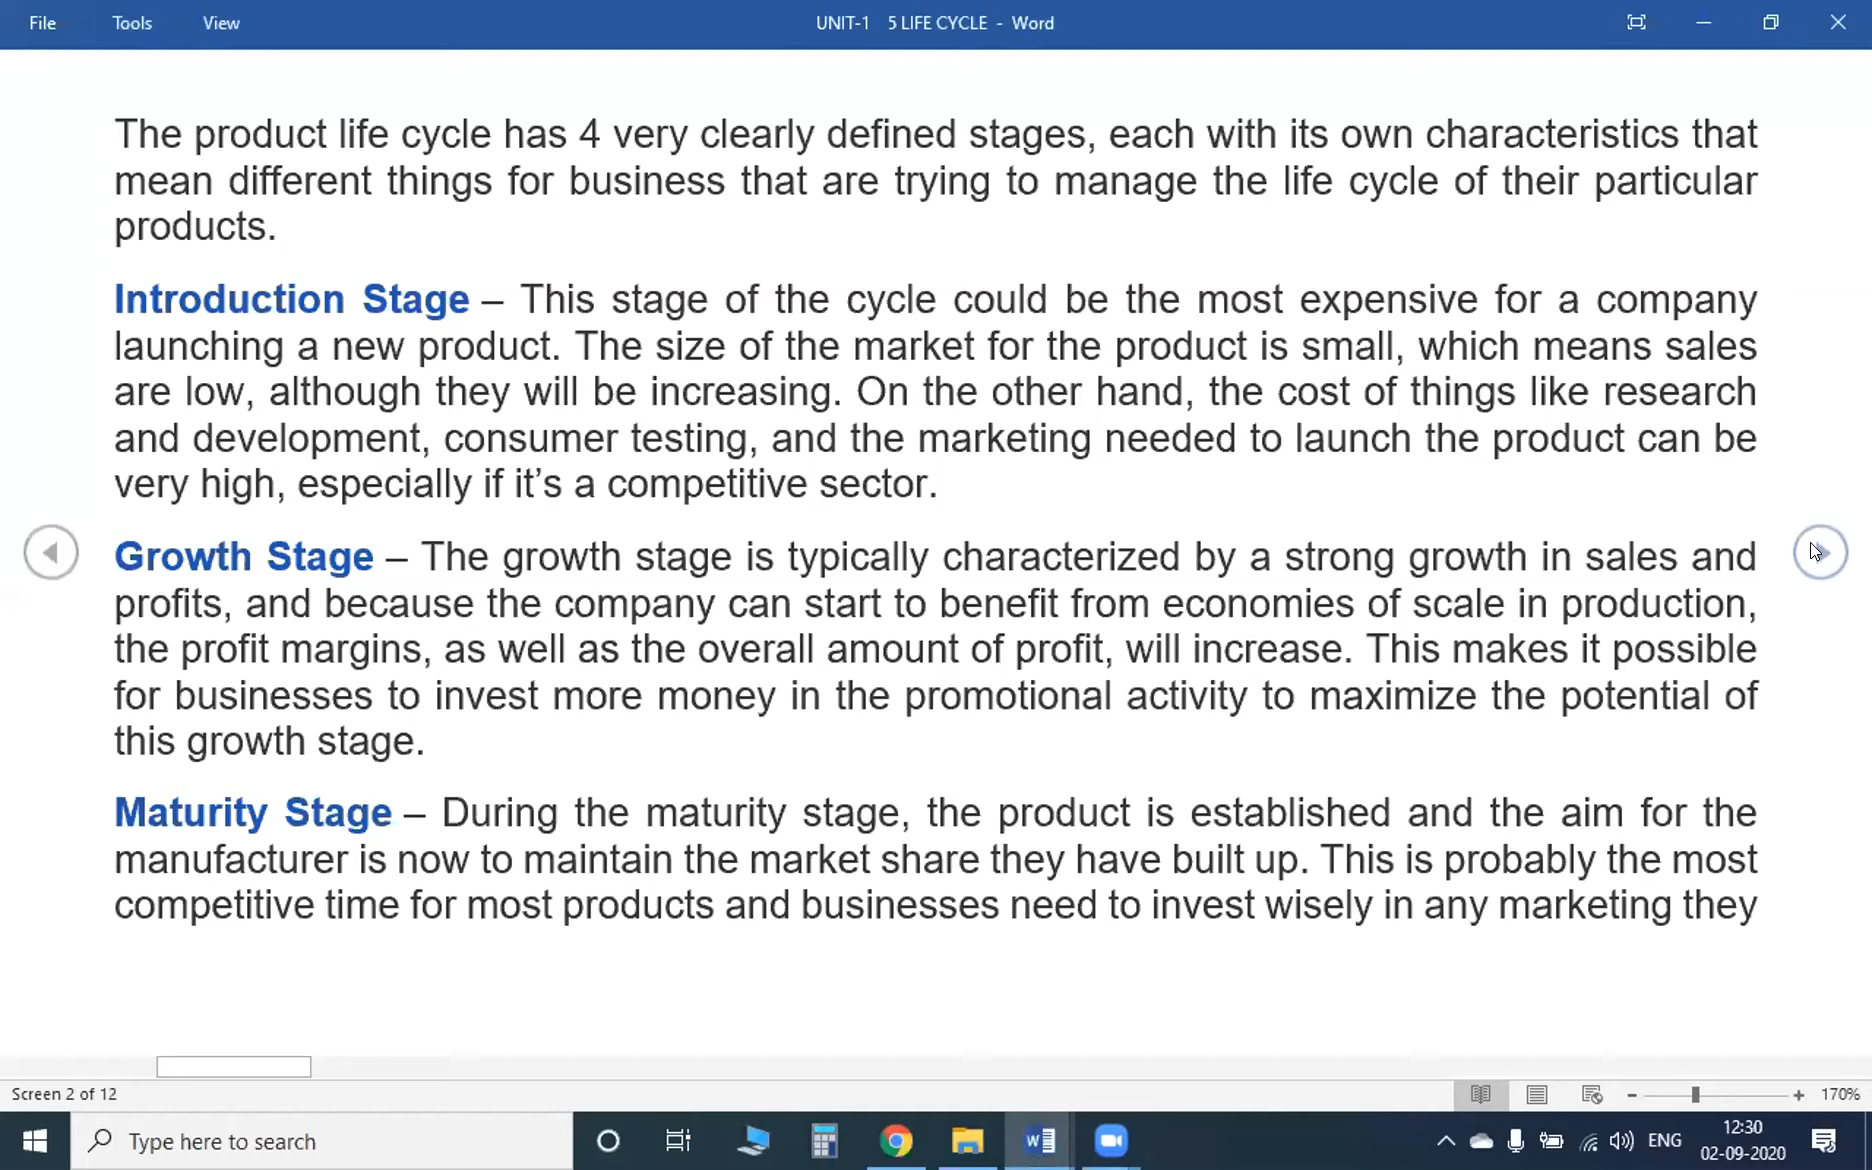 File Tools View UNIT-1 5 LIFE CYCLE - Word
The product life cycle has 4 very clearly defined stages, each with its own characteristics that
mean different things for business that are trying to manage the life cycle of their particular
products.
Introduction Stage – This stage of the cycle could be the most expensive for a company
launching a new product. The size of the market for the product is small, which means sales
are low, although they will be increasing. On the other hand, the cost of things like research
and development, consumer testing, and the marketing needed to launch the product can be
very high, especially if it’s a competitive sector.
Growth Stage – The growth stage is typically characterized by a strong growth in sales and
profits, and because the company can start to benefit from economies of scale in production,
the profit margins, as well as the overall amount of profit, will increase. This makes it possible
for businesses to invest more money in the promotional activity to maximize the potential of
this growth stage.
Maturity Stage – During the maturity stage, the product is established and the aim for the
manufacturer is now to maintain the market share they have built up. This is probably the most
competitive time for most products and businesses need to invest wisely in any marketing they
Screen 2 of 12 170%
Type here to search ENG 12:30
02-09-2020